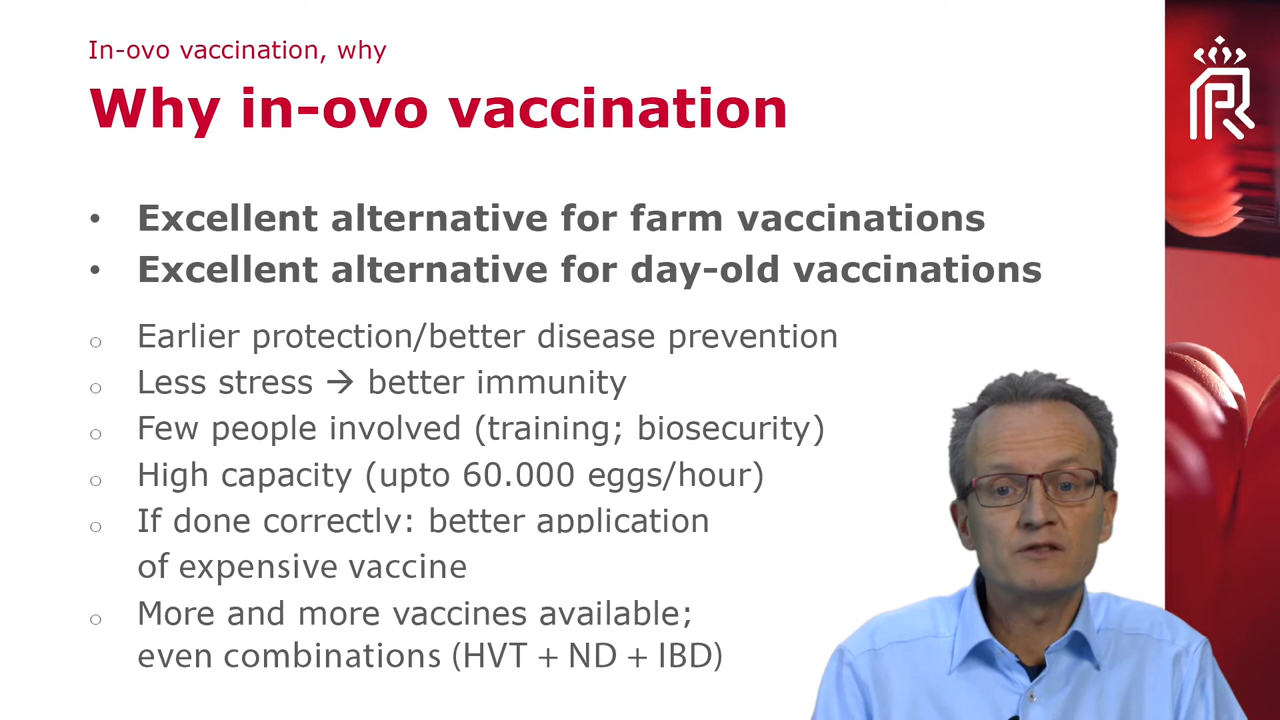 In-ovo vaccination, why
Why in-ovo vaccination
• Excellent alternative for farm vaccinations
• Excellent alternative for day-old vaccinations
o Earlier protection/better disease prevention
o Less stress → better immunity
o Few people involved (training; biosecurity)
o High capacity (upto 60.000 eggs/hour)
o If done correctly: better application
of expensive vaccine
o More and more vaccines available;
even combinations (HVT + ND + IBD)